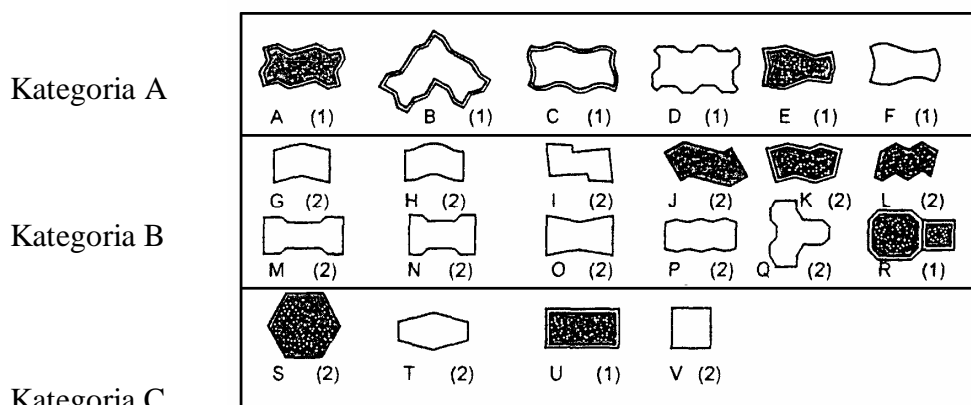 Kategoria A
A (1) B (1) C (1) D (1) E (1) F (1)
G (2) H (2) I (2) J (2) K (2) L (2)
Kategoria B
M (2) N (2) O (2) P (2) Q (2) R (1)
S (2) T (2) U (1) V (2)
Kategoria C